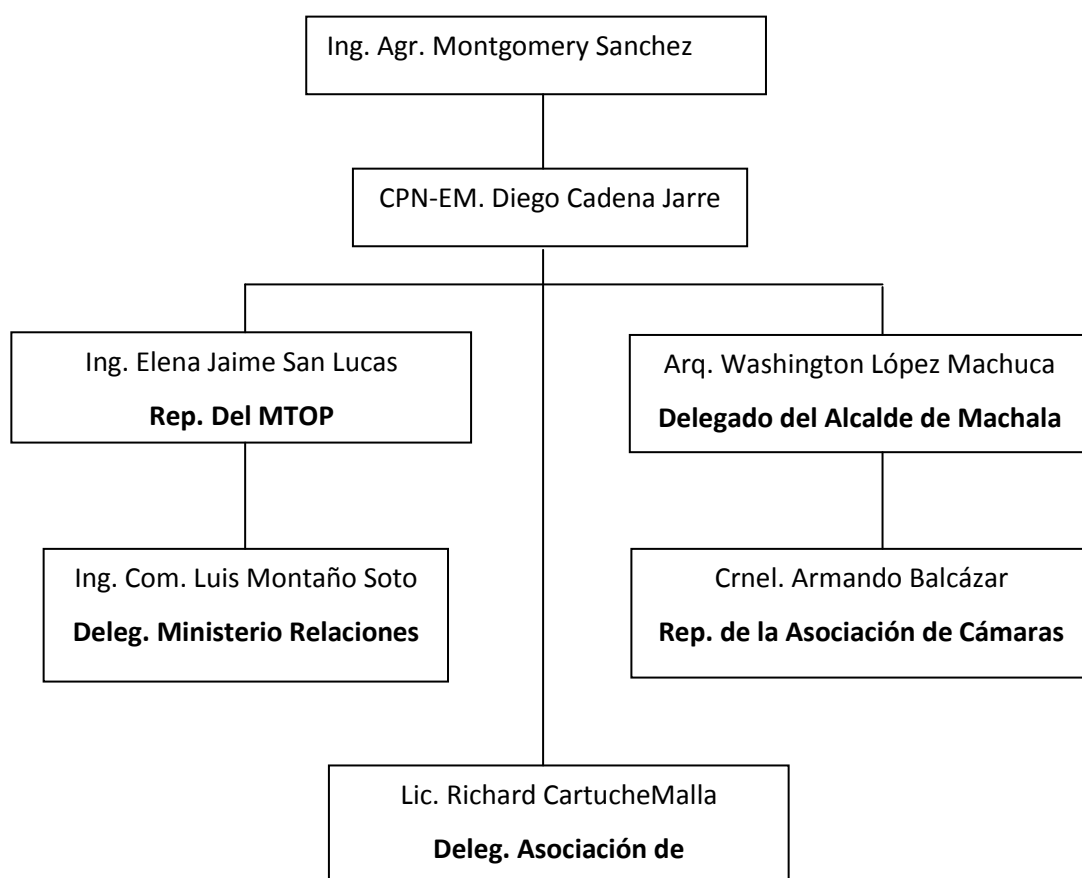 Ing. Agr. Montgomery Sanchez
CPN-EM. Diego Cadena Jarre
Ing. Elena Jaime San Lucas
Rep. Del MTOP
Arq. Washington López Machuca
Delegado del Alcalde de Machala
Ing. Com. Luis Montaño Soto
Deleg. Ministerio Relaciones
Crnel. Armando Balcázar
Rep. de la Asociación de Cámaras
Lic. Richard CartucheMalla
Deleg. Asociación de